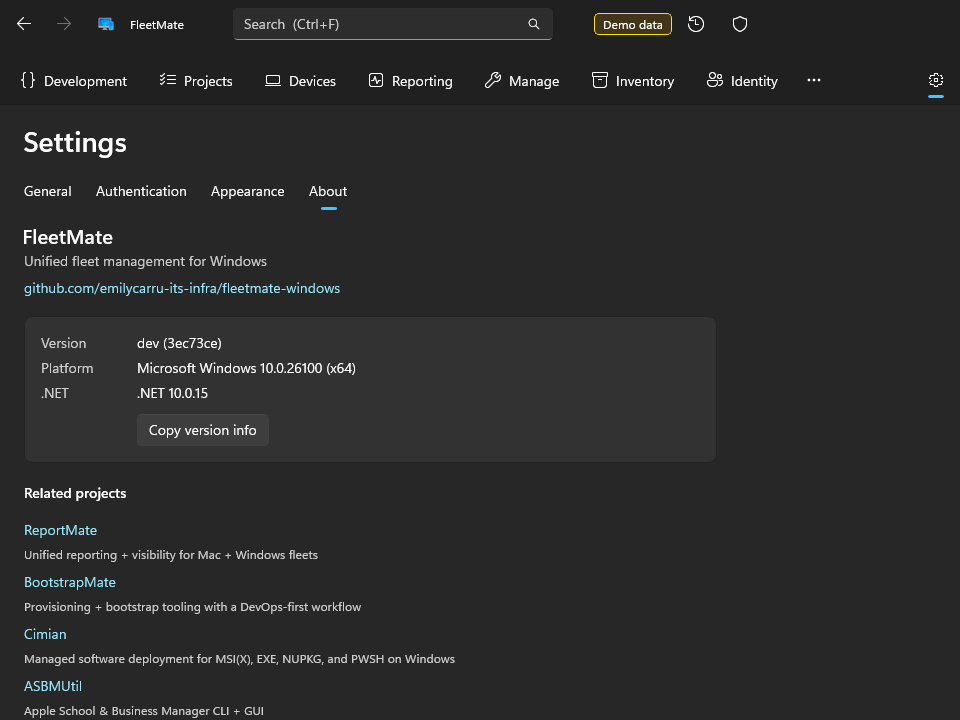 FleetMate
Search (Ctrl+F)
Demo data
Development
Projects
Devices
Reporting
Manage
Inventory
Identity
Settings
General
Authentication
Appearance
About
FleetMate
Unified fleet management for Windows
github.com/emilycarru-its-infra/fleetmate-windows
Version dev (3ec73ce)
Platform Microsoft Windows 10.0.26100 (x64)
.NET .NET 10.0.15
Copy version info
Related projects
ReportMate
Unified reporting + visibility for Mac + Windows fleets
BootstrapMate
Provisioning + bootstrap tooling with a DevOps-first workflow
Cimian
Managed software deployment for MSI(X), EXE, NUPKG, and PWSH on Windows
ASBMUtil
Apple School & Business Manager CLI + GUI